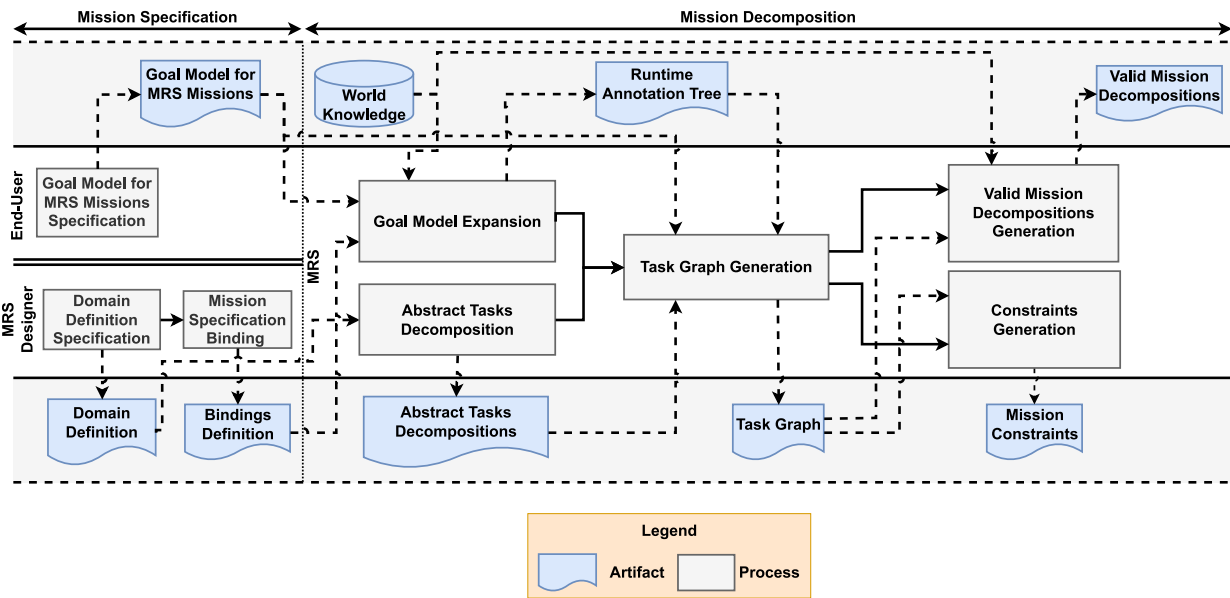 Mission Specification
Mission Decomposition
Goal Model for
MRS Missions
World
Knowledge
Runtime
Annotation Tree
Valid Mission
Decompositions
End-User
Goal Model for
MRS Missions
Specification
MRS
Goal Model Expansion
Task Graph Generation
Valid Mission
Decompositions
Generation
MRS
Designer
Domain
Definition
Specification
Mission
Specification
Binding
Abstract Tasks
Decomposition
Constraints
Generation
Domain
Definition
Bindings
Definition
Abstract Tasks
Decompositions
Task Graph
Mission
Constraints
Legend
Artifact
Process